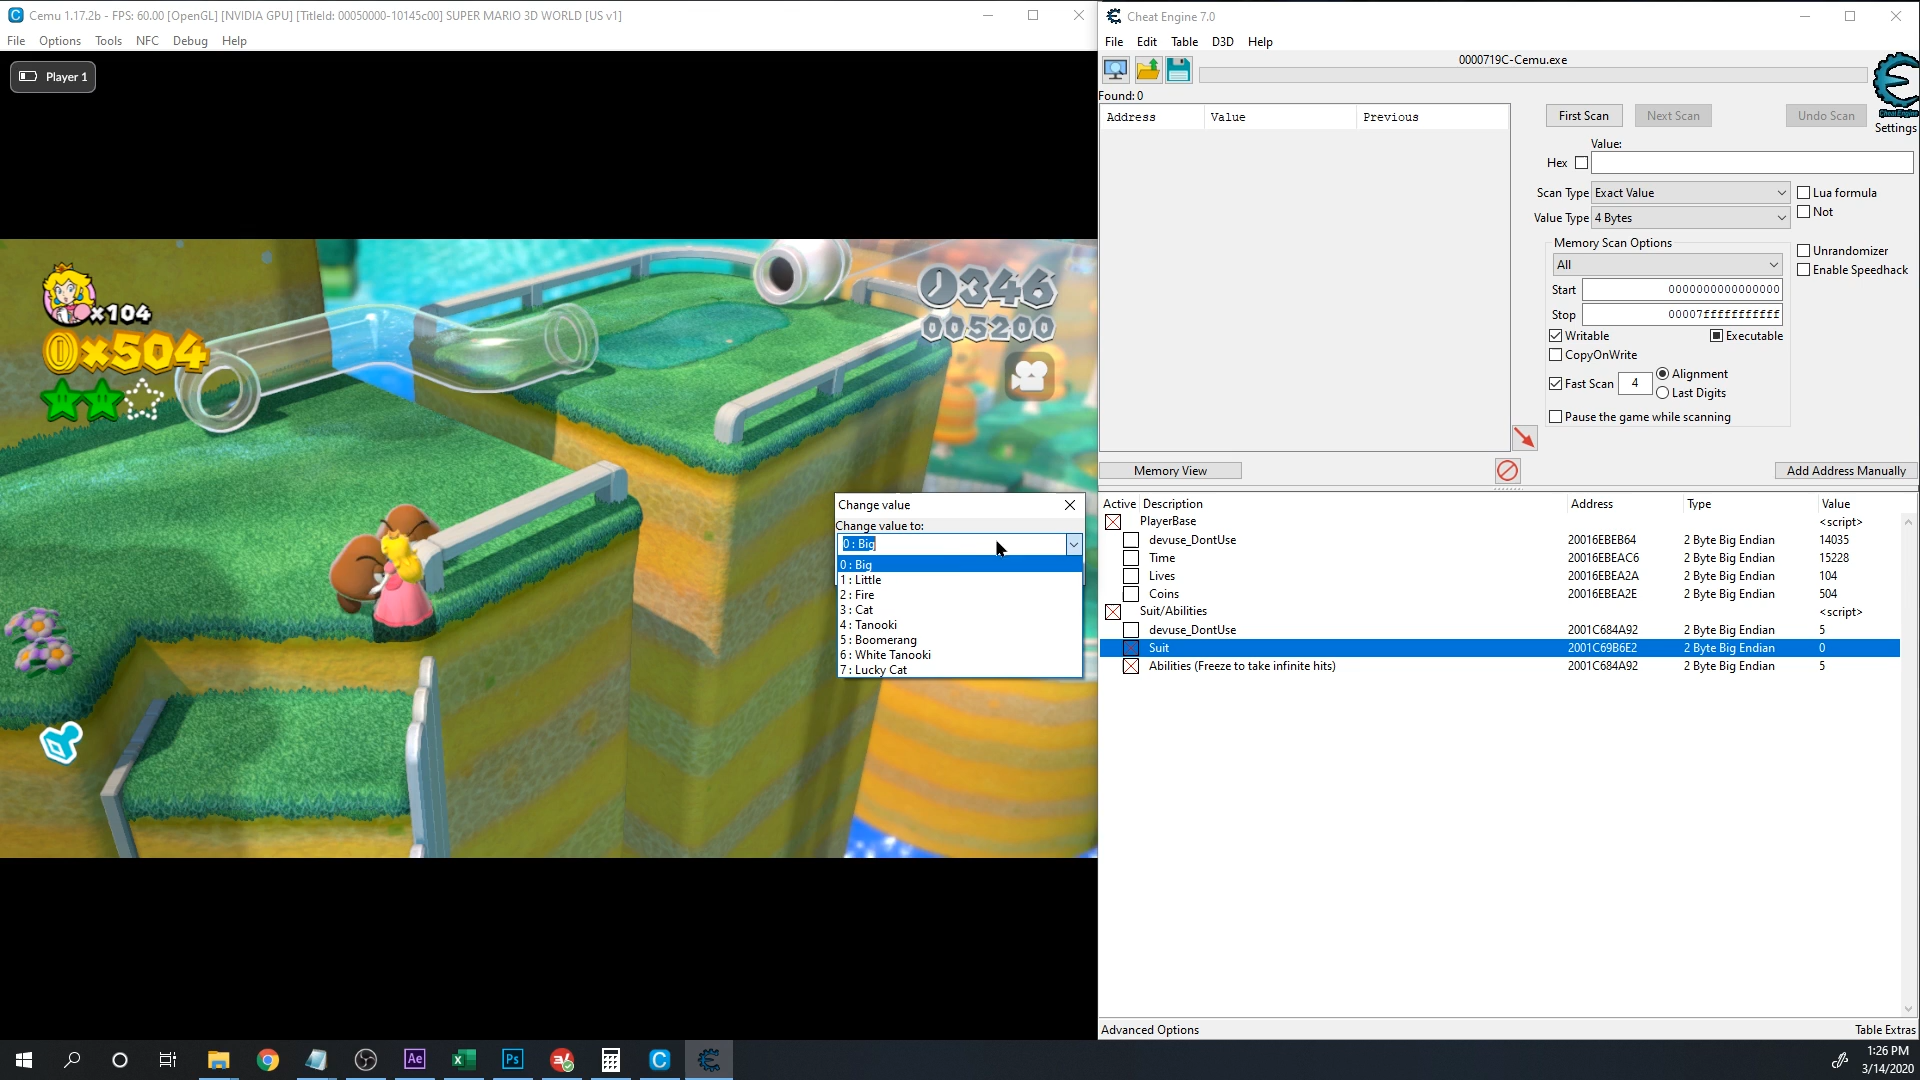 Cemu 1.17.2b - FPS: 60.00 [OpenGL] [NVIDIA GPU] [TitleId: 00050000-10145c00] SUPER MARIO 3D WORLD [US v1]
File Options Tools NFC Debug Help
Player 1
x104
x504
346
005200
Change value
Change value to:
0 : Big
0 : Big
1 : Little
2 : Fire
3 : Cat
4 : Tanooki
5 : Boomerang
6 : White Tanooki
7 : Lucky Cat
Cheat Engine 7.0
File Edit Table D3D Help
0000719C-Cemu.exe
Found: 0
Address Value Previous
First Scan Next Scan Undo Scan
Cheat Engine
Settings
Value:
Hex
Scan Type Exact Value Lua formula
Value Type 4 Bytes Not
Memory Scan Options
All
Unrandomizer
Enable Speedhack
Start 0000000000000000
Stop 00007fffffffffff
Writable Executable
CopyOnWrite
Fast Scan 4 Alignment
Last Digits
Pause the game while scanning
Memory View Add Address Manually
Active Description Address Type Value
PlayerBase <script>
devuse_DontUse 20016EBEB64 2 Byte Big Endian 14035
Time 20016EBEAC6 2 Byte Big Endian 15228
Lives 20016EBEA2A 2 Byte Big Endian 104
Coins 20016EBEA2E 2 Byte Big Endian 504
Suit/Abilities <script>
devuse_DontUse 2001C684A92 2 Byte Big Endian 5
Suit 2001C69B6E2 2 Byte Big Endian 0
Abilities (Freeze to take infinite hits) 2001C684A92 2 Byte Big Endian 5
Advanced Options Table Extras
Ae
Ps
1:26 PM
3/14/2020